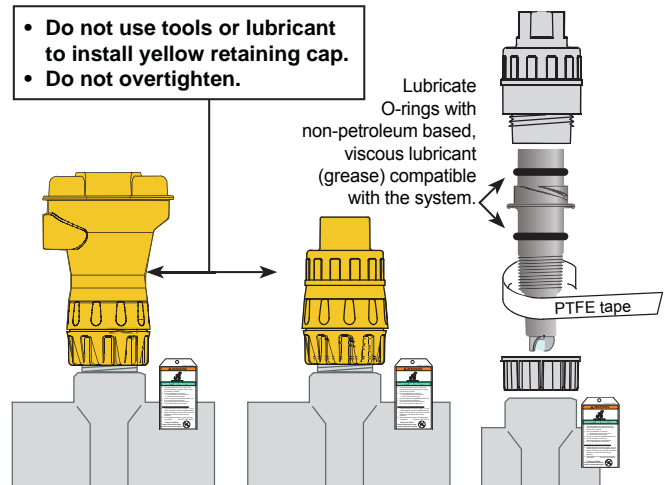 • Do not use tools or lubricant
to install yellow retaining cap.
• Do not overtighten.
Lubricate
O-rings with
non-petroleum based,
viscous lubricant
(grease) compatible
with the system.
PTFE tape